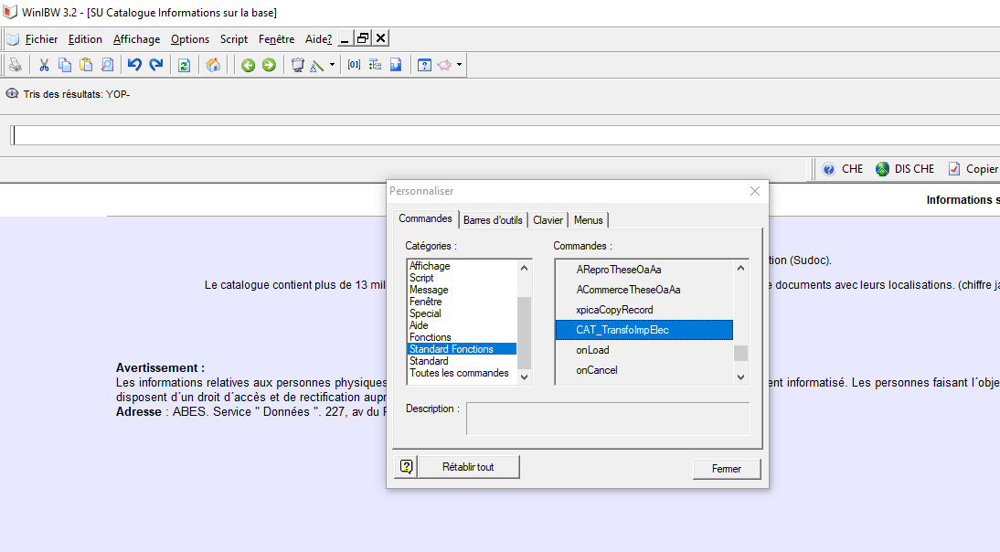 WinIBW 3.2 - [SU Catalogue Informations sur la base]
Fichier Edition Affichage Options Script Fenêtre Aide?
Tris des résultats: YOP-
CHE DIS CHE Copier
Informations s
tion (Sudoc).
Le catalogue contient plus de 13 mil
e documents avec leurs localisations. (chiffre ja
Avertissement :
Les informations relatives aux personnes physiques
ent informatisé. Les personnes faisant l´obje
disposent d´un droit d´accès et de rectification aupr
Adresse : ABES. Service " Données ". 227, av du P
Personnaliser
Commandes Barres d'outils Clavier Menus
Catégories :
Affichage
Script
Message
Fenêtre
Special
Aide
Fonctions
Standard Fonctions
Standard
Toutes les commandes
Commandes :
AReproTheseOaAa
ACommerceTheseOaAa
xpicaCopyRecord
CAT_TransfoImpElec
onLoad
onCancel
Description :
Rétablir tout
Fermer